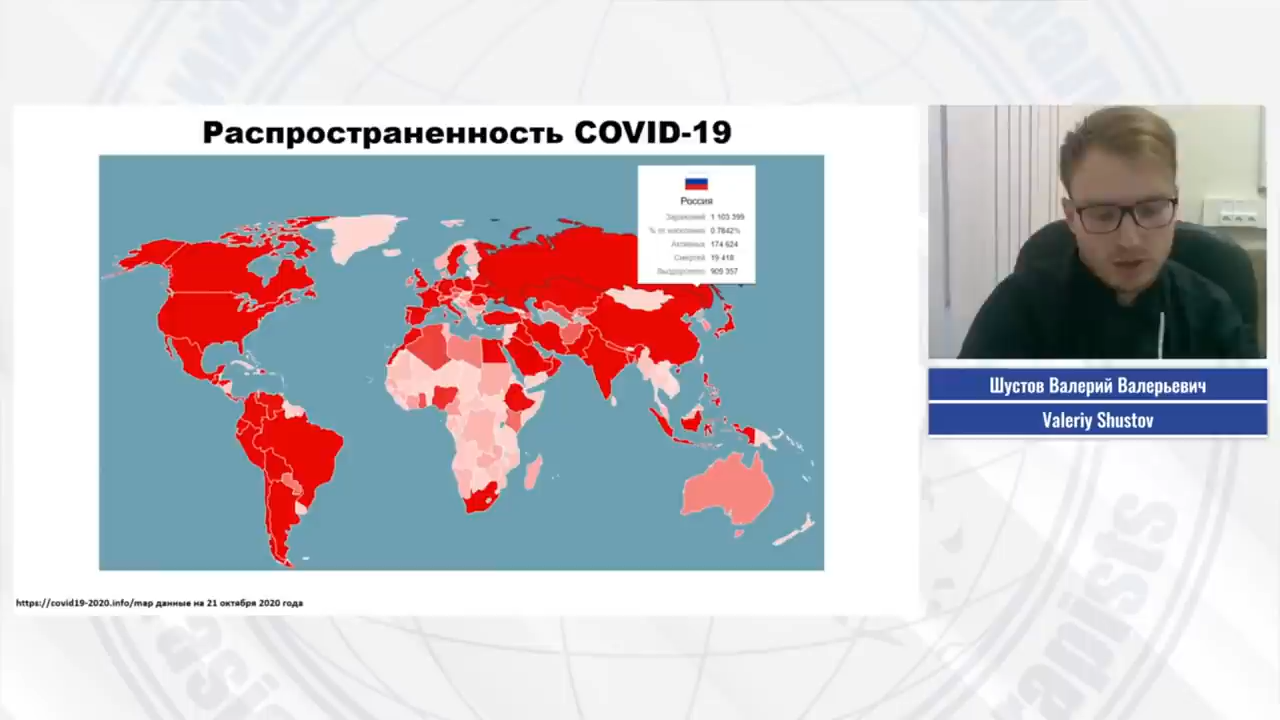 Распространенность COVID-19
Россия
Заражений 1 103 399
% от населения 0.7842%
Активных 174 624
Смертей 19 418
Выздоровело 909 357
https://covid19-2020.info/map данные на 21 октября 2020 года
Шустов Валерий Валерьевич
Valeriy Shustov